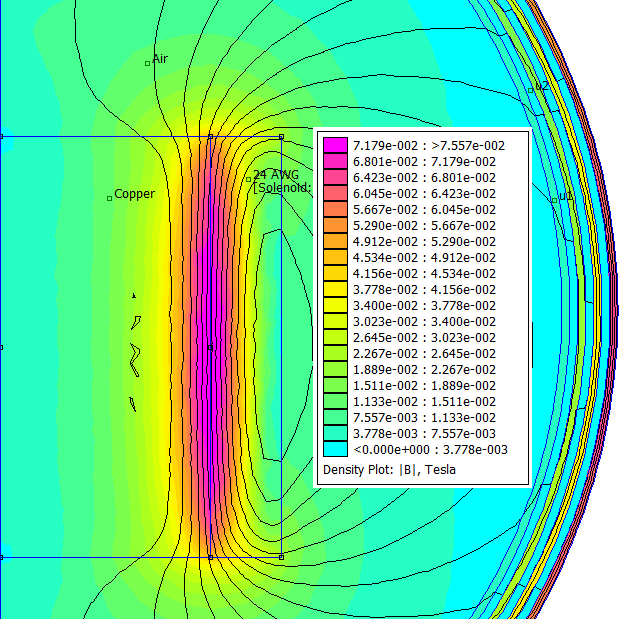 Air
u2
24 AWG
[Solenoid:
Copper
u1
7.179e-002 : >7.557e-002
6.801e-002 : 7.179e-002
6.423e-002 : 6.801e-002
6.045e-002 : 6.423e-002
5.667e-002 : 6.045e-002
5.290e-002 : 5.667e-002
4.912e-002 : 5.290e-002
4.534e-002 : 4.912e-002
4.156e-002 : 4.534e-002
3.778e-002 : 4.156e-002
3.400e-002 : 3.778e-002
3.023e-002 : 3.400e-002
2.645e-002 : 3.023e-002
2.267e-002 : 2.645e-002
1.889e-002 : 2.267e-002
1.511e-002 : 1.889e-002
1.133e-002 : 1.511e-002
7.557e-003 : 1.133e-002
3.778e-003 : 7.557e-003
<0.000e+000 : 3.778e-003
Density Plot: |B|, Tesla